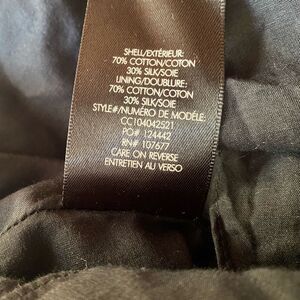 SHELL/EXTÉRIEUR:
70% COTTON/COTON
30% SILK/SOIE
LINING/DOUBLURE:
70% COTTON/COTON
30% SILK/SOIE
STYLE#/NUMÉRO DE MODÈLE:
CC104042521
PO# 124442
RN# 107677
CARE ON REVERSE
ENTRETIEN AU VERSO